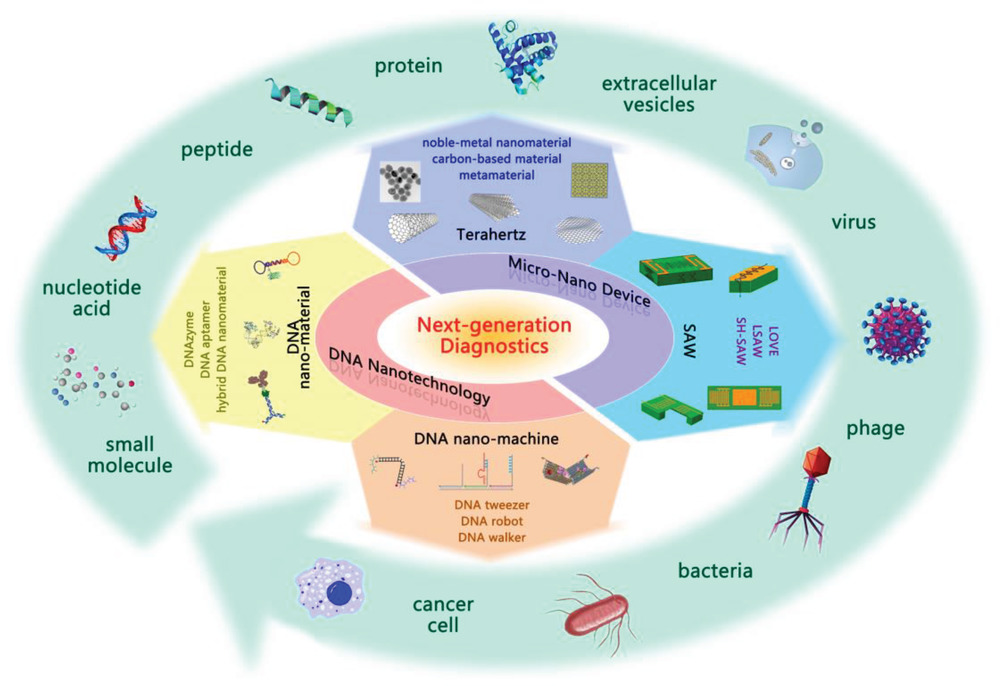 protein
extracellular
vesicles
peptide
virus
nucleotide
acid
small
molecule
phage
bacteria
cancer
cell
noble-metal nanomaterial
carbon-based material
metamaterial
Terahertz
Micro-Nano Device
SAW
LOVE
LSAW
SH-SAW
Next-generation
Diagnostics
DNA Nanotechnology
DNA
nano-material
DNAzyme
DNA aptamer
hybrid DNA nanomaterial
DNA nano-machine
DNA tweezer
DNA robot
DNA walker